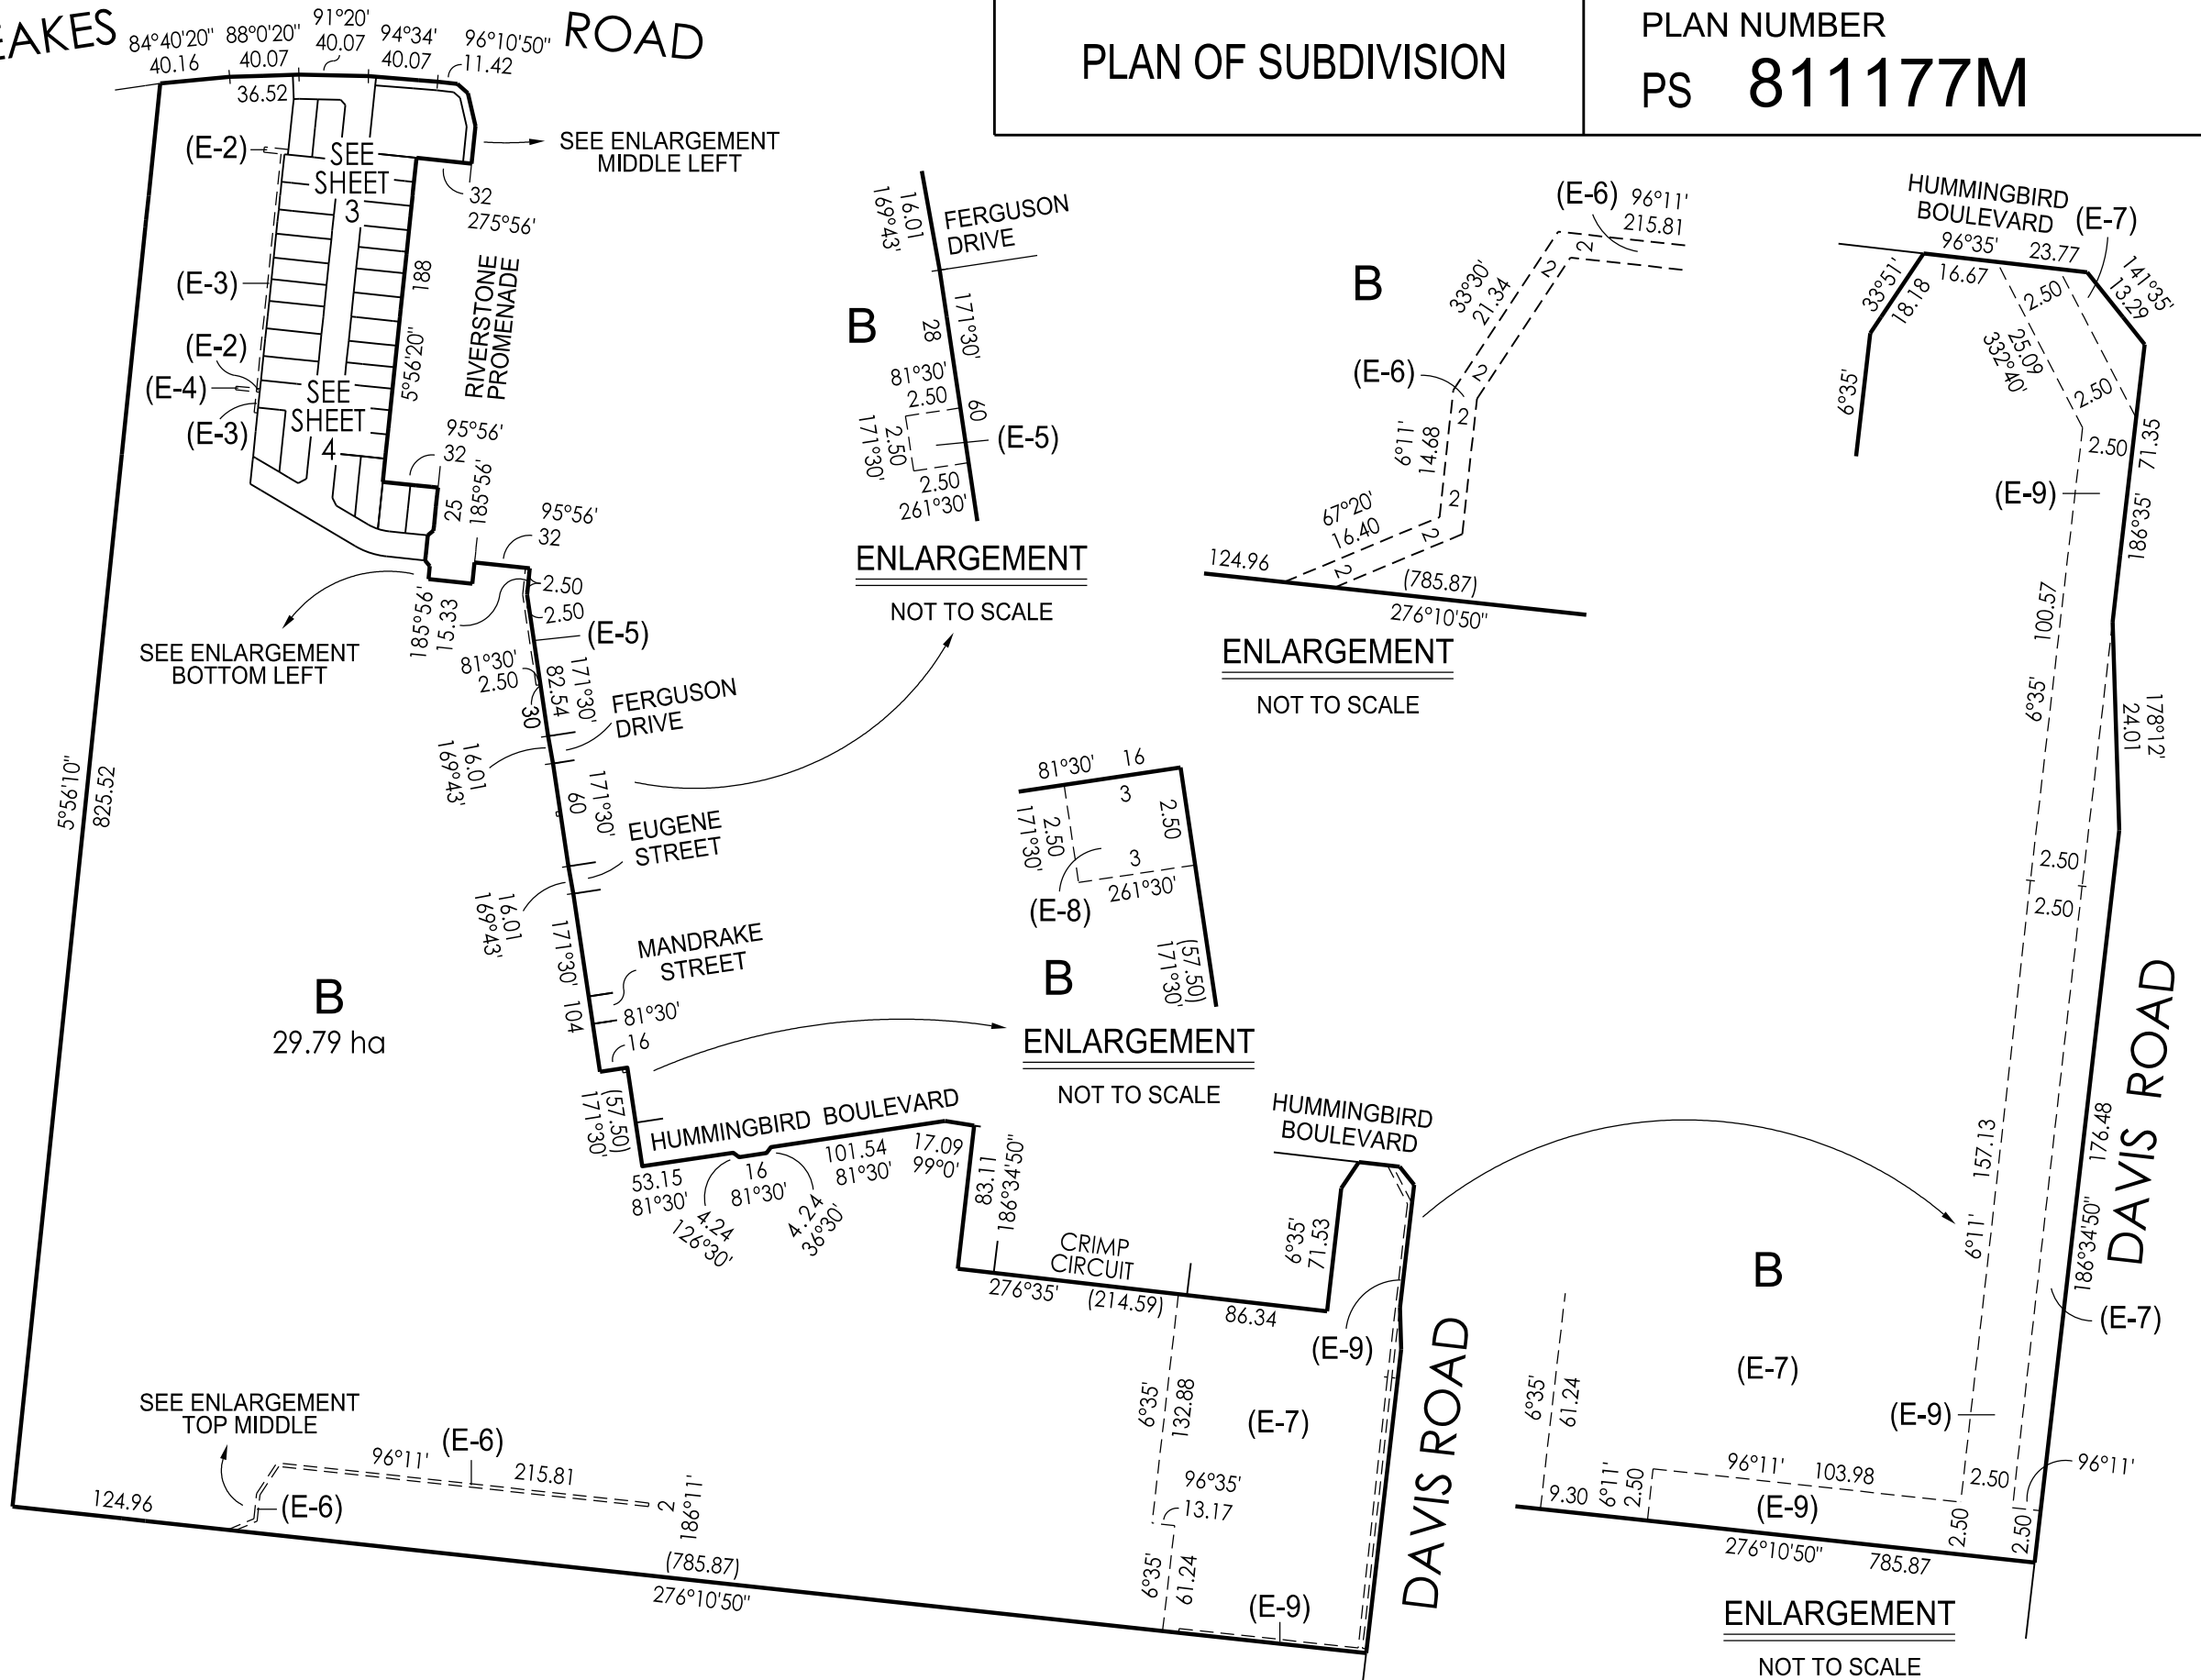 EAKES ROAD
84°40'20"
40.16
88°0'20"
40.07
91°20'
40.07
94°34'
40.07
96°10'50"
11.42
36.52
PLAN OF SUBDIVISION
PLAN NUMBER
PS 811177M
(E-2)
SEE
SHEET
3
SEE ENLARGEMENT
MIDDLE LEFT
32
275°56'
(E-3)
188
5°56'20"
RIVERSTONE
PROMENADE
(E-2)
(E-4)
(E-3)
SEE
SHEET
4
95°56'
32
25
185°56'
95°56'
32
2.50
2.50
185°56'
15.33
(E-5)
SEE ENLARGEMENT
BOTTOM LEFT
81°30'
2.50
82.54
171°30'
30
FERGUSON
DRIVE
16.01
169°43'
171°30'
60
EUGENE
STREET
16.01
169°43'
171°30'
104
MANDRAKE
STREET
81°30'
16
5°56'10"
825.52
B
29.79 ha
(57.50)
171°30'
HUMMINGBIRD BOULEVARD
53.15
81°30'
4.24
126°30'
16
81°30'
4.24
36°30'
101.54
81°30'
17.09
99°0'
83.11
186°34'50"
CRIMP
CIRCUIT
276°35' (214.59)
86.34
HUMMINGBIRD
BOULEVARD
6°35'
71.53
(E-9)
DAVIS ROAD
6°35'
132.88
(E-7)
96°35'
13.17
6°35'
61.24
(E-9)
SEE ENLARGEMENT
TOP MIDDLE
96°11' (E-6) 215.81
124.96
(E-6)
2
186°11'
(785.87)
276°10'50"
16.01
169°43'
FERGUSON
DRIVE
B
171°30'
28
81°30'
2.50
60
171°30'
2.50
(E-5)
2.50
261°30'
ENLARGEMENT
NOT TO SCALE
(E-6) 96°11'
215.81
B
2
2
33°30'
21.34
(E-6)
2
2
6°11'
14.68
2
67°20'
16.40
2
2
124.96
(785.87)
276°10'50"
ENLARGEMENT
NOT TO SCALE
81°30' 16
3
2.50
171°30'
2.50
3
261°30'
(E-8)
B
(57.50)
171°30'
ENLARGEMENT
NOT TO SCALE
HUMMINGBIRD
BOULEVARD
(E-7)
96°35' 23.77
16.67
33°51'
18.18
2.50
141°35'
13.29
25.09
332°40'
6°35'
2.50
2.50
71.35
186°35'
(E-9)
100.57
6°35'
178°12'
24.01
2.50
2.50
DAVIS ROAD
157.13
6°11'
176.48
186°34'50"
B
(E-7)
(E-7)
6°35'
61.24
(E-9)
96°11' 103.98
2.50
96°11'
9.30
6°11'
2.50
(E-9)
2.50
2.50
276°10'50" 785.87
ENLARGEMENT
NOT TO SCALE